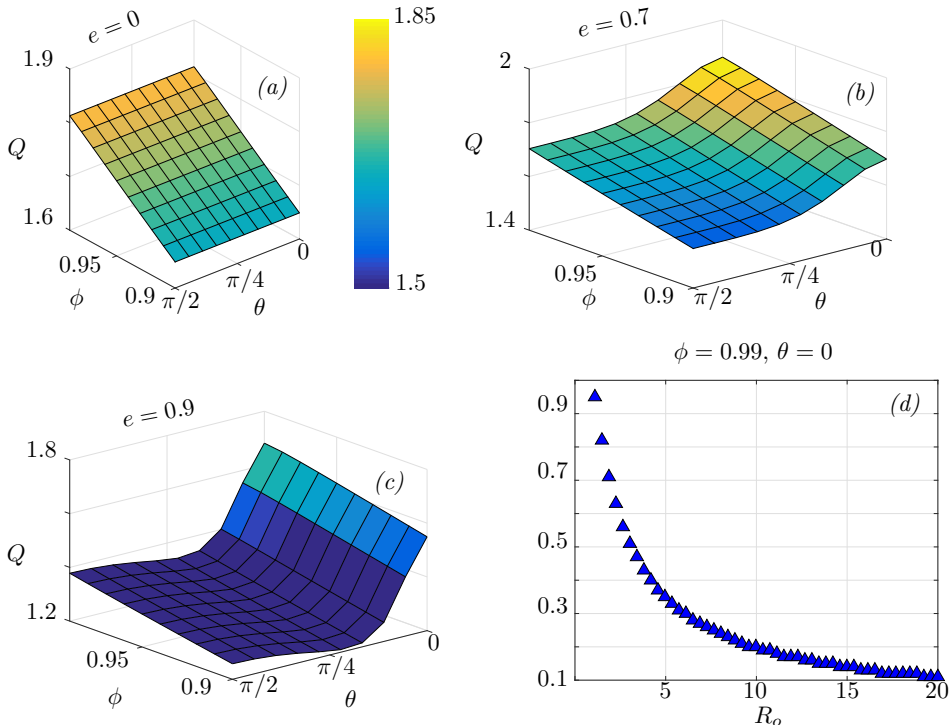 e = 0
(a)
1.9
Q
1.6
0.95
ϕ
0.9
π/2
π/4
θ
0
1.85
1.5
e = 0.7
(b)
2
Q
1.4
0.95
ϕ
0.9
π/2
π/4
θ
0
e = 0.9
(c)
1.8
Q
1.2
0.95
ϕ
0.9
π/2
π/4
θ
0
ϕ = 0.99, θ = 0
(d)
0.9
0.7
0.5
0.3
0.1
5
10
15
20
R_o